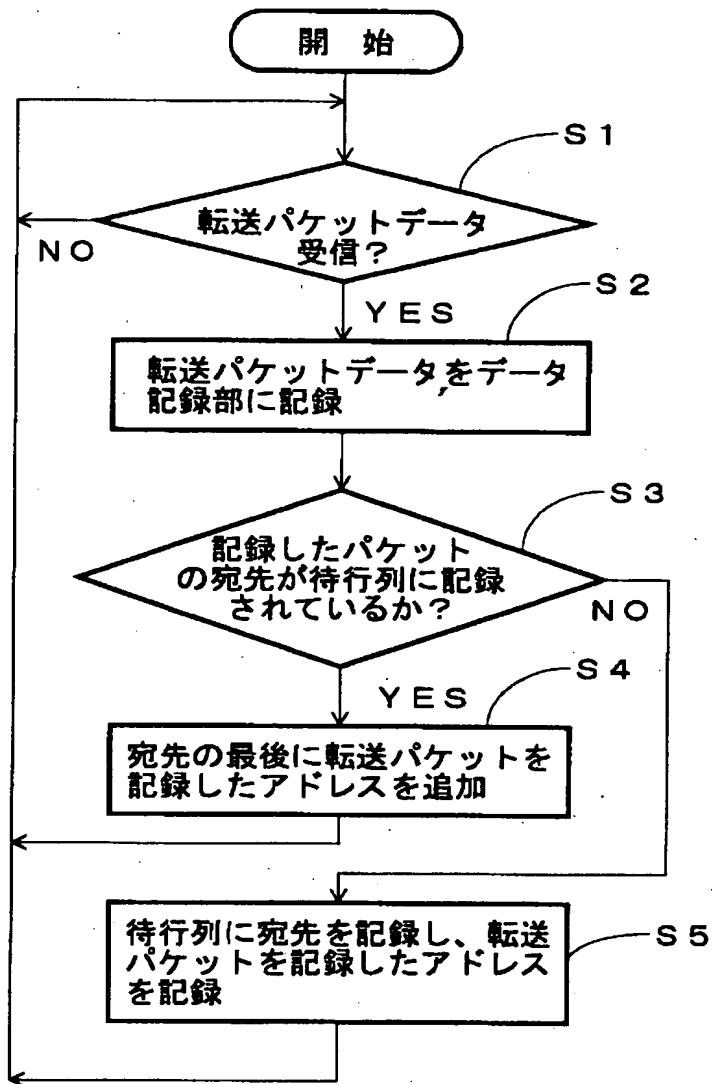 開 始
S1
転送パケットデータ
受信?
NO
S2
YES
転送パケットデータをデータ
記録部に記録
S3
記録したパケット
の宛先が待行列に記録
されているか?
NO
S4
YES
宛先の最後に転送パケットを
記録したアドレスを追加
待行列に宛先を記録し、転送
パケットを記録したアドレス
を記録
S5